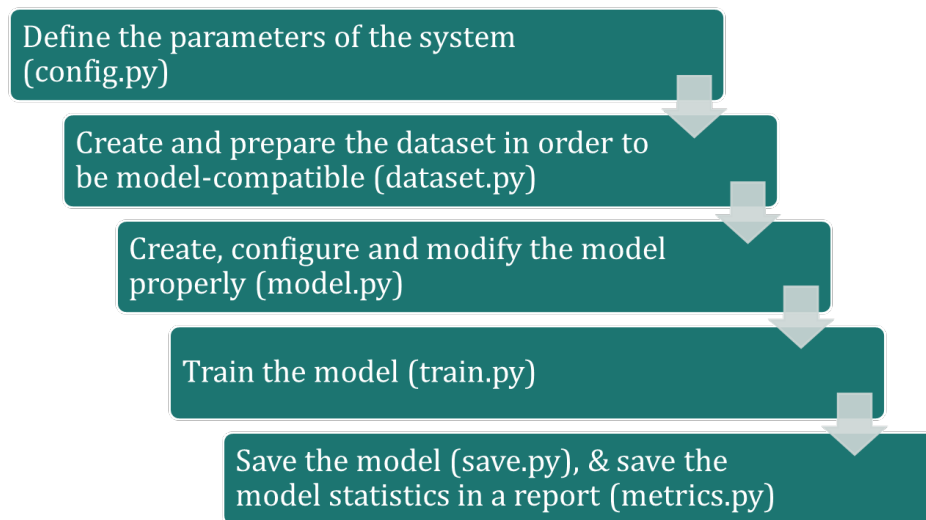 Define the parameters of the system
(config.py)
Create and prepare the dataset in order to
be model-compatible (dataset.py)
Create, configure and modify the model
properly (model.py)
Train the model (train.py)
Save the model (save.py), & save the
model statistics in a report (metrics.py)